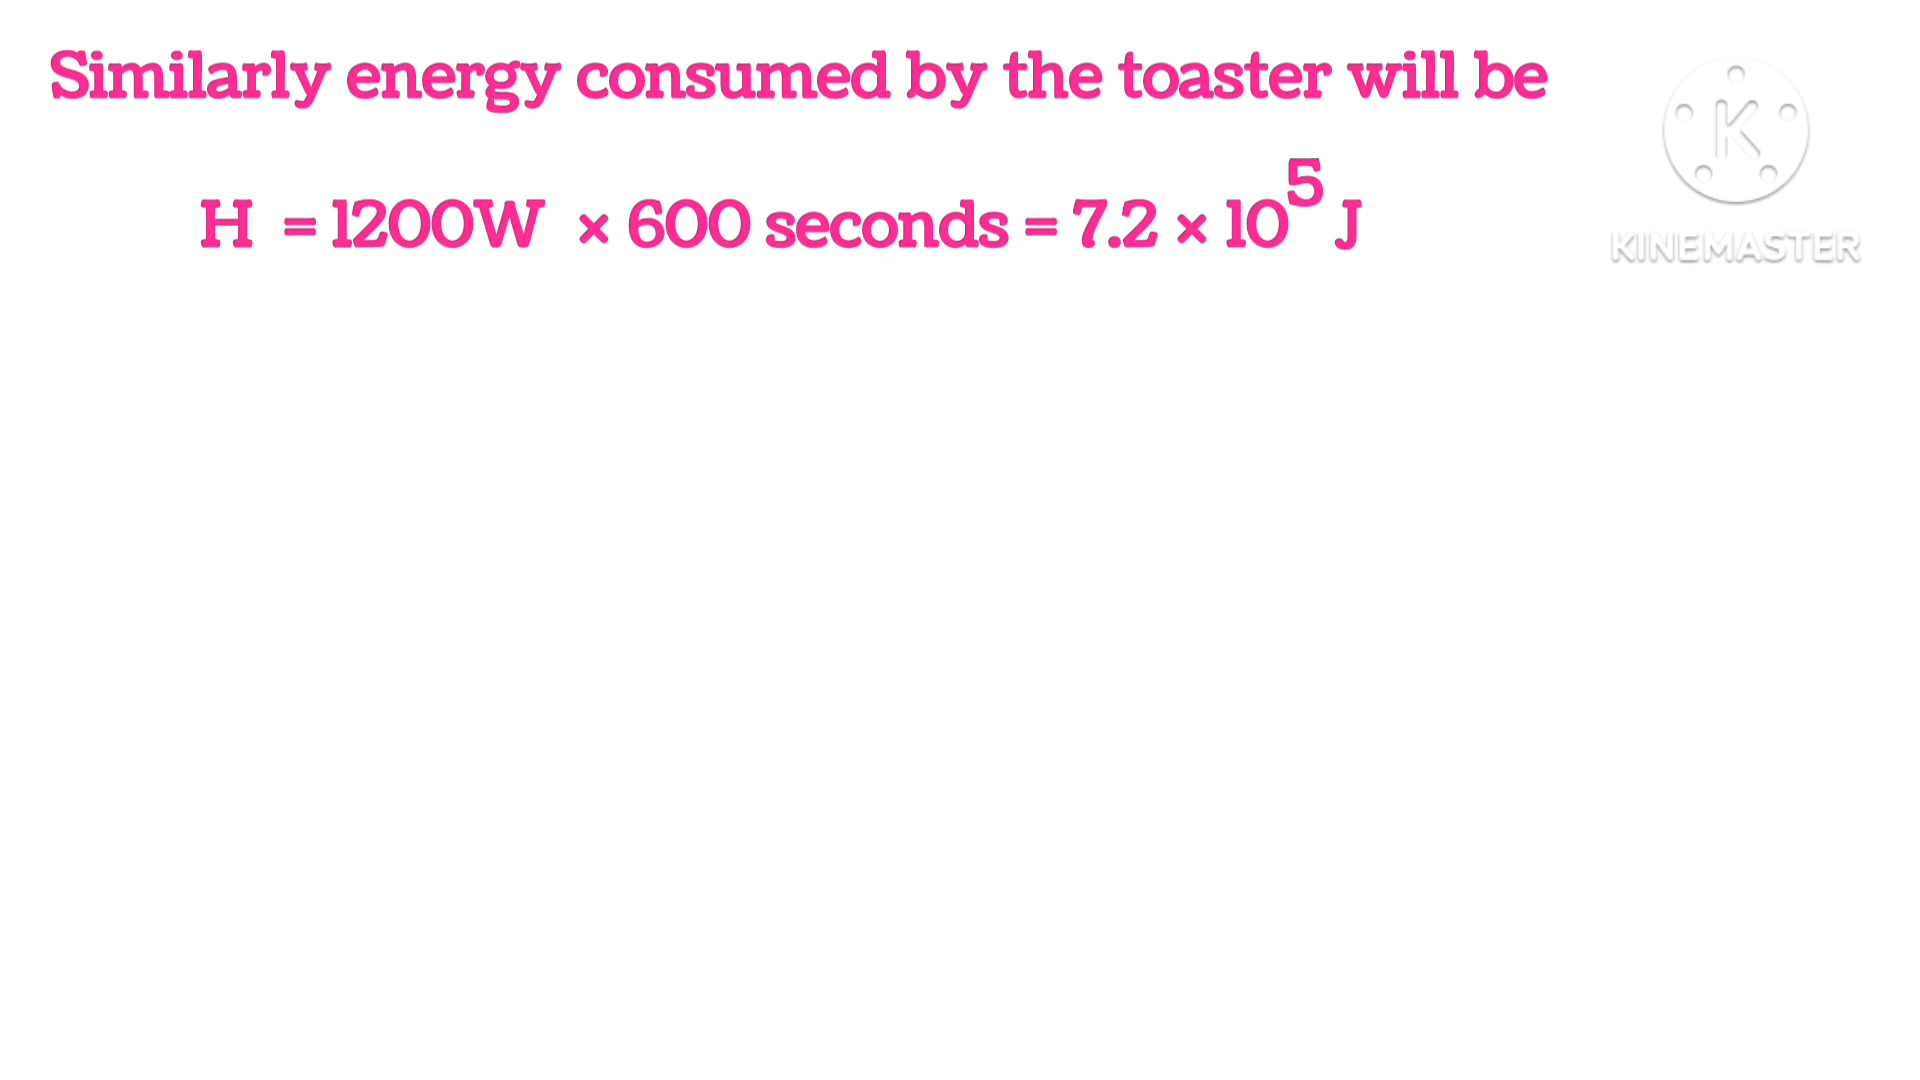 Similarly energy consumed by the toaster will be
H = 1200W × 600 seconds = 7.2 × 10⁵ J
K
KINEMASTER